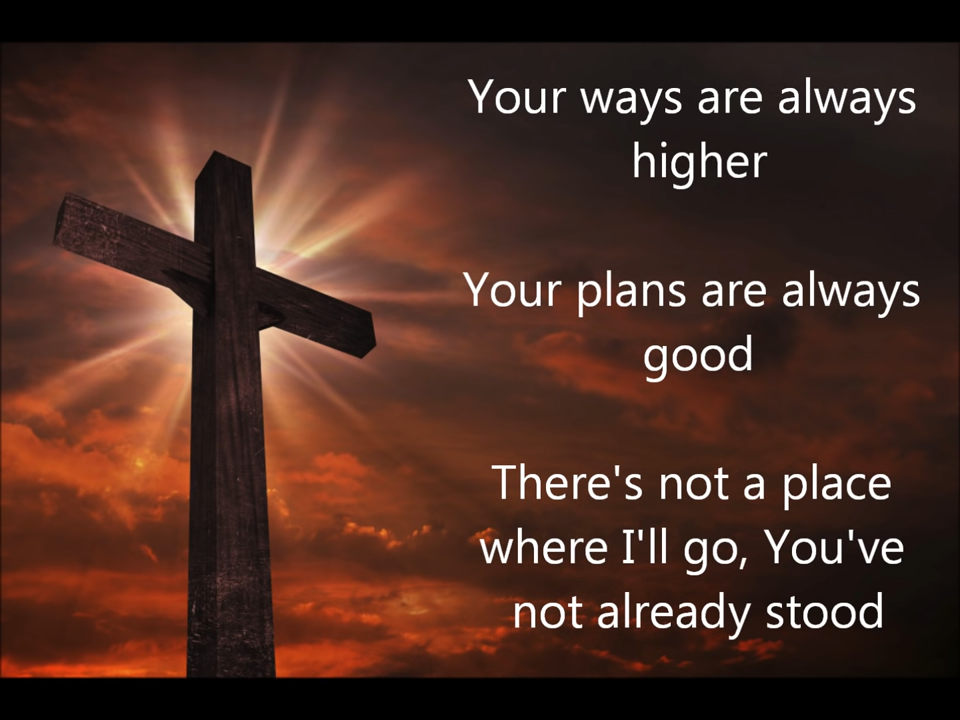 Your ways are always
higher
Your plans are always
good
There's not a place
where I'll go, You've
not already stood